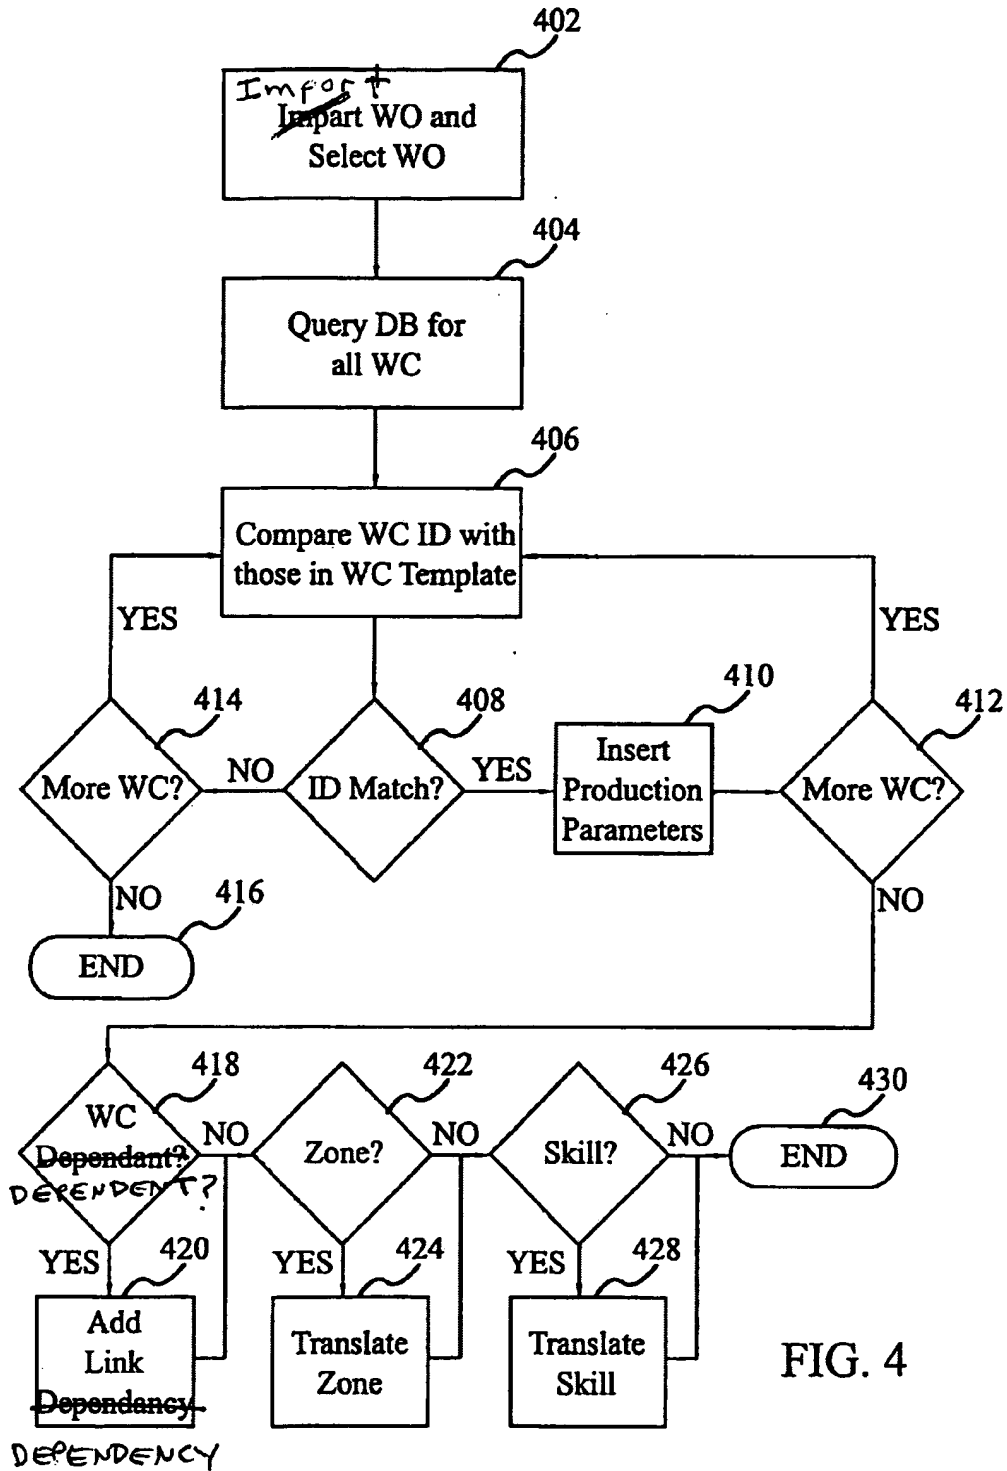 402
Import
Impart WO and
Select WO
404
Query DB for
all WC
406
Compare WC ID with
those in WC Template
YES
YES
414
408
410
412
More WC?
NO
ID Match?
YES
Insert
Production
Parameters
More WC?
NO
416
NO
END
418
422
426
430
WC
Dependant?
DEPENDENT?
NO
Zone?
NO
Skill?
NO
END
YES
420
YES
424
YES
428
Add
Link
Dependancy
DEPENDENCY
Translate
Zone
Translate
Skill
FIG. 4